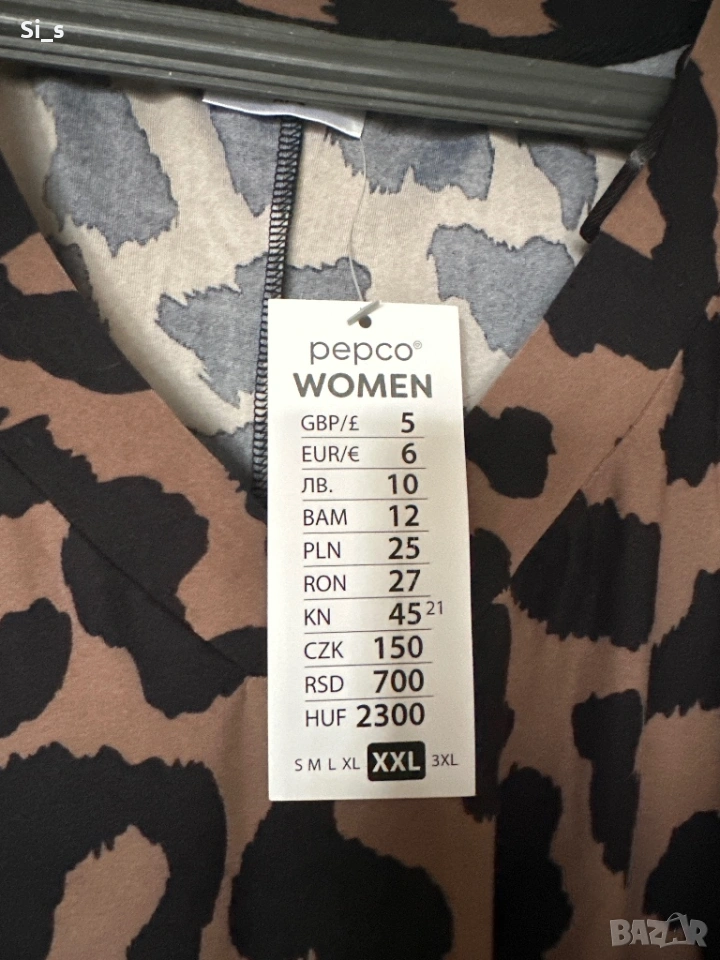 Si_s
pepco®
WOMEN
GBP/£ 5
EUR/€ 6
ЛВ. 10
BAM 12
PLN 25
RON 27
KN 45 21
CZK 150
RSD 700
HUF 2300
S M L XL XXL 3XL
BAZAR